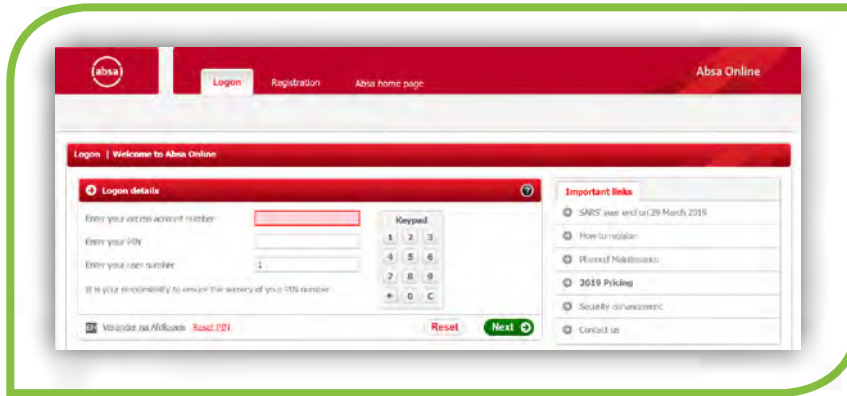 (absa)
Logon Registration Absa home page
Absa Online
Logon | Welcome to Absa Online
Logon details
Enter your access account number
Enter your PIN
Enter your user number 1
It is your responsibility to ensure the secrecy of your PIN number
Keypad
1 2 3
4 5 6
7 8 9
0 C
Verander na Afrikaans Reset PIN
Reset Next
Important links
SARS' year end on 29 March 2019
How to register
Planned Maintenance
2019 Pricing
Security enhancement
Contact us